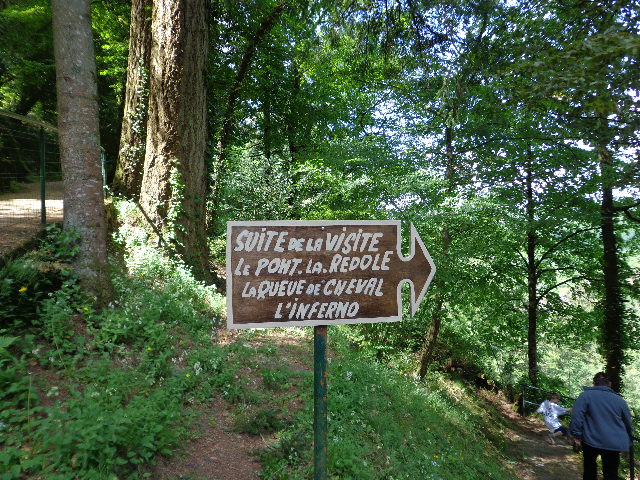 SUITE DE LA VISITE
LE PONT. LA. REDOLE
LA QUEUE DE CHEVAL
L'INFERNO